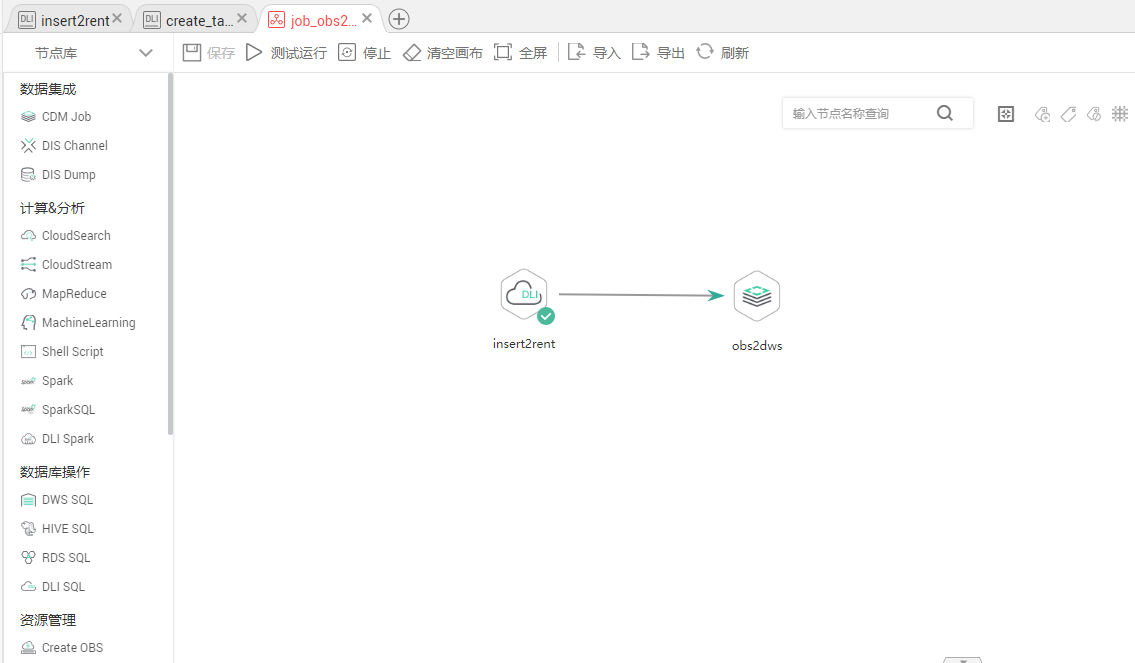 DLI insert2rent
DLI create_ta...
job_obs2...
节点库
保存 测试运行 停止 清空画布 全屏 导入 导出 刷新
数据集成
CDM Job
DIS Channel
DIS Dump
计算&分析
CloudSearch
CloudStream
MapReduce
MachineLearning
Shell Script
Spark
SparkSQL
DLI Spark
数据库操作
DWS SQL
HIVE SQL
RDS SQL
DLI SQL
资源管理
Create OBS
输入节点名称查询
DLI
insert2rent
obs2dws